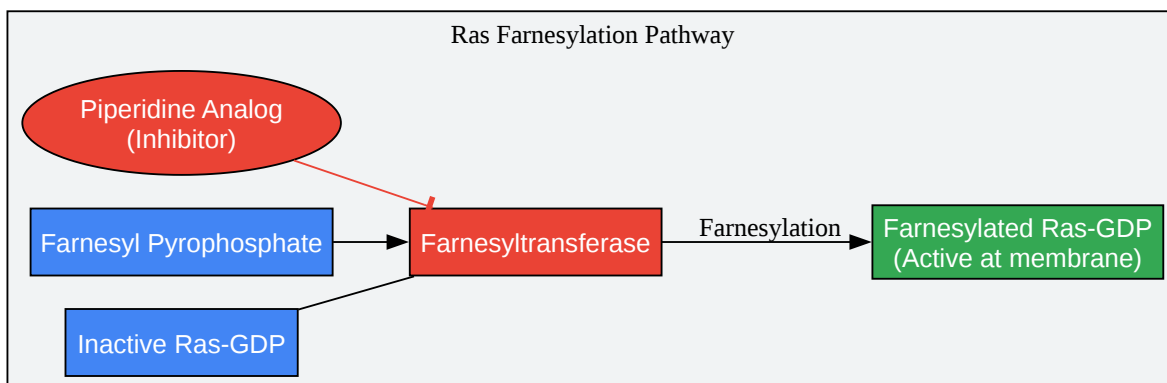 Ras Farnesylation Pathway
Piperidine Analog
(Inhibitor)
Farnesyl Pyrophosphate
Farnesyltransferase
Farnesylation
Farnesylated Ras-GDP
(Active at membrane)
Inactive Ras-GDP